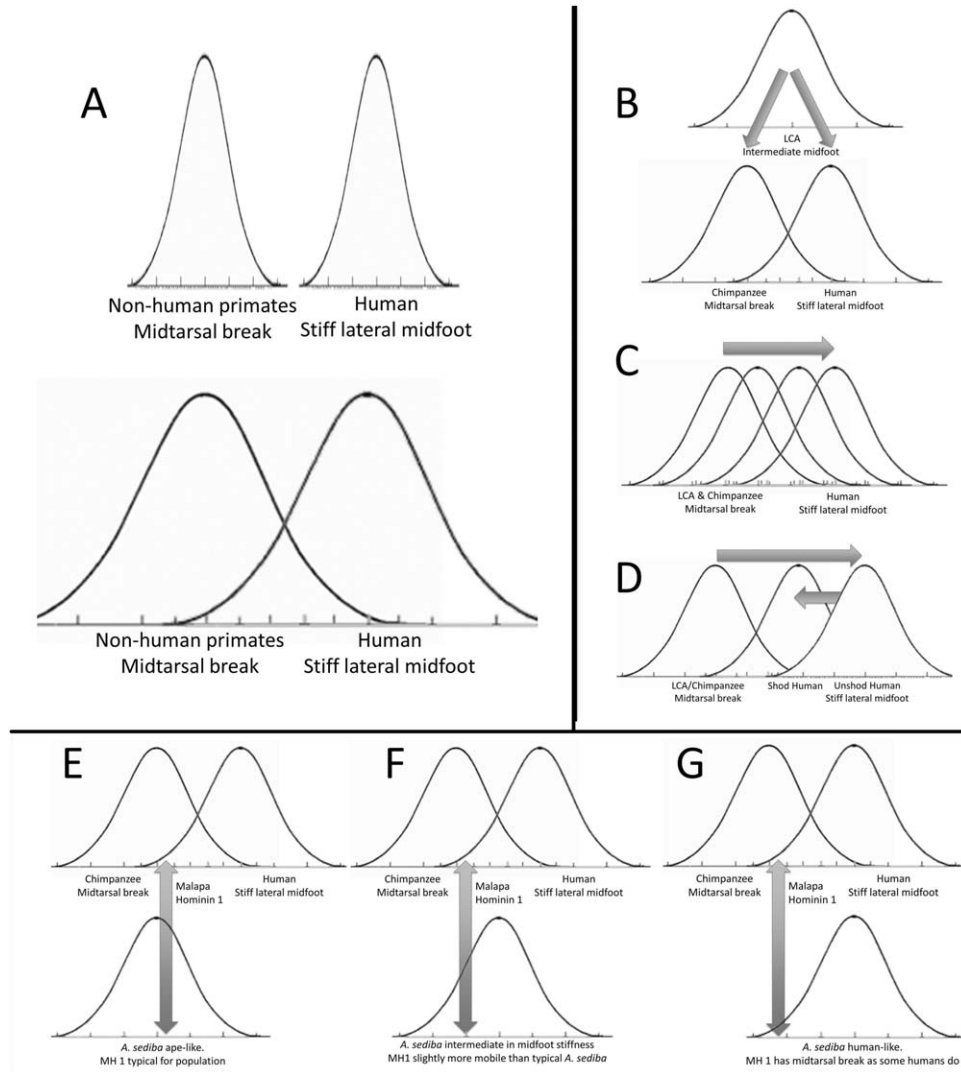 A
Non-human primates
Midtarsal break
Human
Stiff lateral midfoot
Non-human primates
Midtarsal break
Human
Stiff lateral midfoot
B
LCA
Intermediate midfoot
Chimpanzee
Midtarsal break
Human
Stiff lateral midfoot
C
LCA & Chimpanzee
Midtarsal break
Human
Stiff lateral midfoot
D
LCA/Chimpanzee
Midtarsal break
Shod Human
Unshod Human
Stiff lateral midfoot
E
Chimpanzee
Midtarsal break
Malapa
Hominin 1
Human
Stiff lateral midfoot
A. sediba ape-like.
MH 1 typical for population
F
Chimpanzee
Midtarsal break
Malapa
Hominin 1
Human
Stiff lateral midfoot
A. sediba intermediate in midfoot stiffness
MH1 slightly more mobile than typical A. sediba
G
Chimpanzee
Midtarsal break
Malapa
Hominin 1
Human
Stiff lateral midfoot
A. sediba human-like.
MH 1 has midtarsal break as some humans do